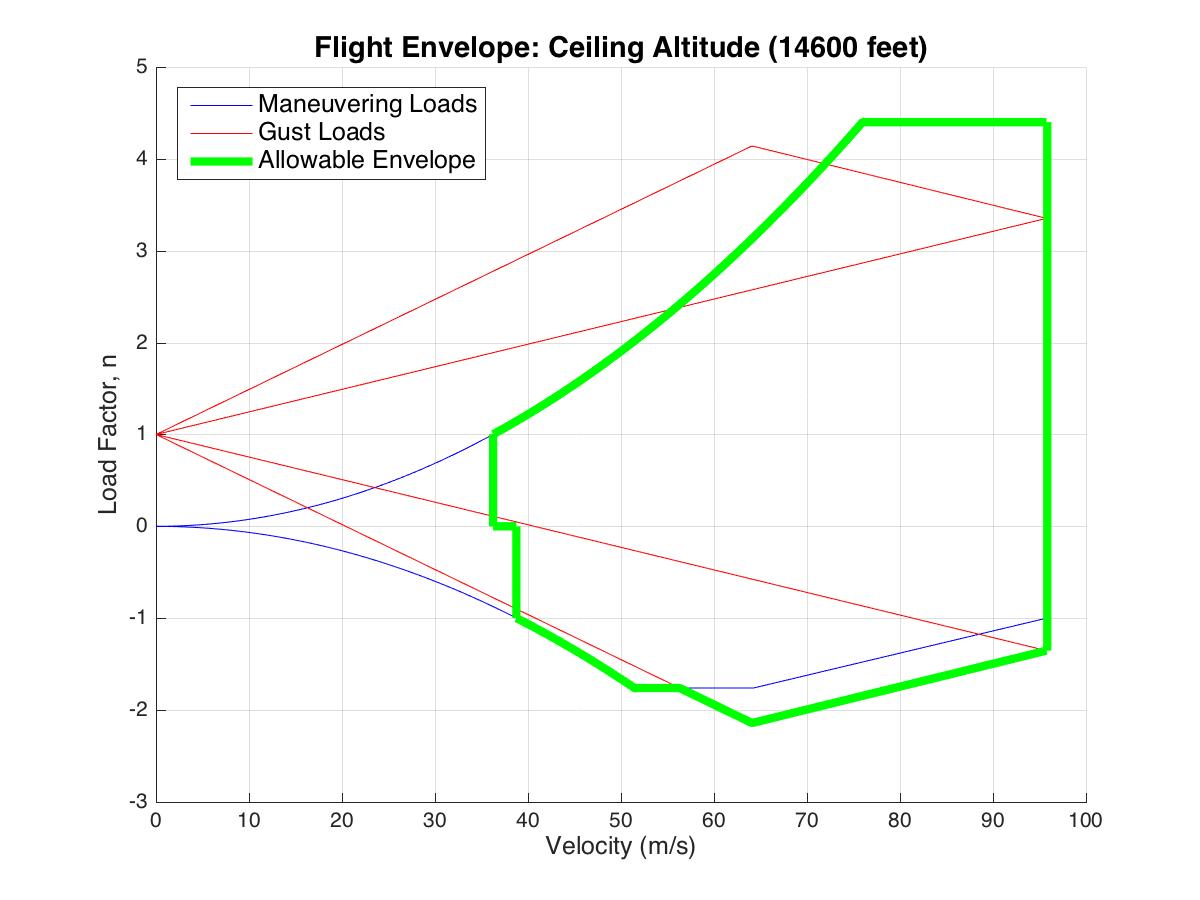 Flight Envelope: Ceiling Altitude (14600 feet)
5
4
3
2
1
0
-1
-2
-3
Load Factor, n
Maneuvering Loads
Gust Loads
Allowable Envelope
0 10 20 30 40 50 60 70 80 90 100
Velocity (m/s)